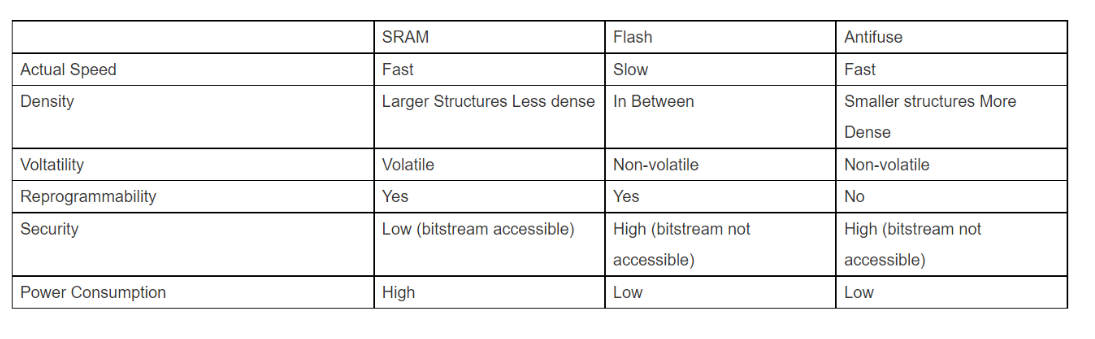 SRAM Flash Antifuse
Actual Speed Fast Slow Fast
Density Larger Structures Less dense In Between Smaller structures More
Dense
Voltatility Volatile Non-volatile Non-volatile
Reprogrammability Yes Yes No
Security Low (bitstream accessible) High (bitstream not High (bitstream not
accessible) accessible)
Power Consumption High Low Low